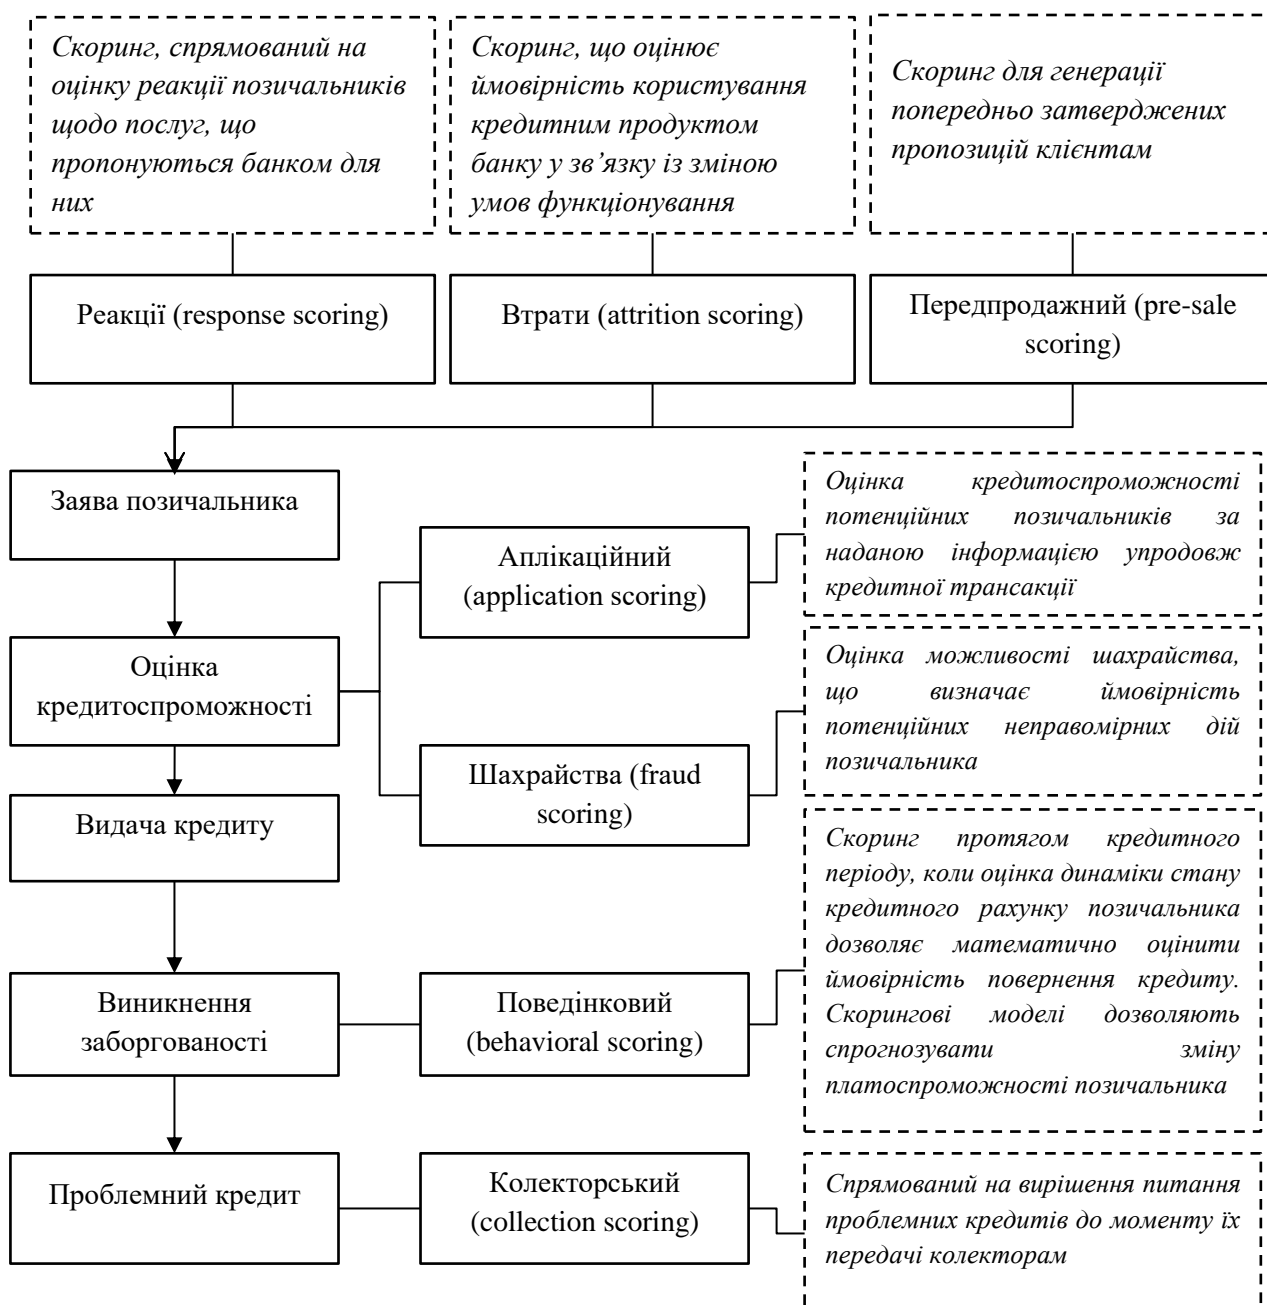 Скоринг, спрямований на
оцінку реакції позичальників
щодо послуг, що
пропонуються банком для
них
Скоринг, що оцінює
ймовірність користування
кредитним продуктом
банку у зв’язку із зміною
умов функціонування
Скоринг для генерації
попередньо затверджених
пропозицій клієнтам
Реакції (response scoring)
Втрати (attrition scoring)
Передпродажний (pre-sale
scoring)
Заява позичальника
Оцінка кредитоспроможності
потенційних позичальників за
наданою інформацією упродовж
кредитної трансакції
Аплікаційний
(application scoring)
Оцінка
кредитоспроможності
Оцінка можливості шахрайства,
що визначає ймовірність
потенційних неправомірних дій
позичальника
Шахрайства (fraud
scoring)
Видача кредиту
Скоринг протягом кредитного
періоду, коли оцінка динаміки стану
кредитного рахунку позичальника
дозволяє математично оцінити
ймовірність повернення кредиту.
Скорингові моделі дозволяють
спрогнозувати зміну
платоспроможності позичальника
Виникнення
заборгованості
Поведінковий
(behavioral scoring)
Проблемний кредит
Колекторський
(collection scoring)
Спрямований на вирішення питання
проблемних кредитів до моменту їх
передачі колекторам